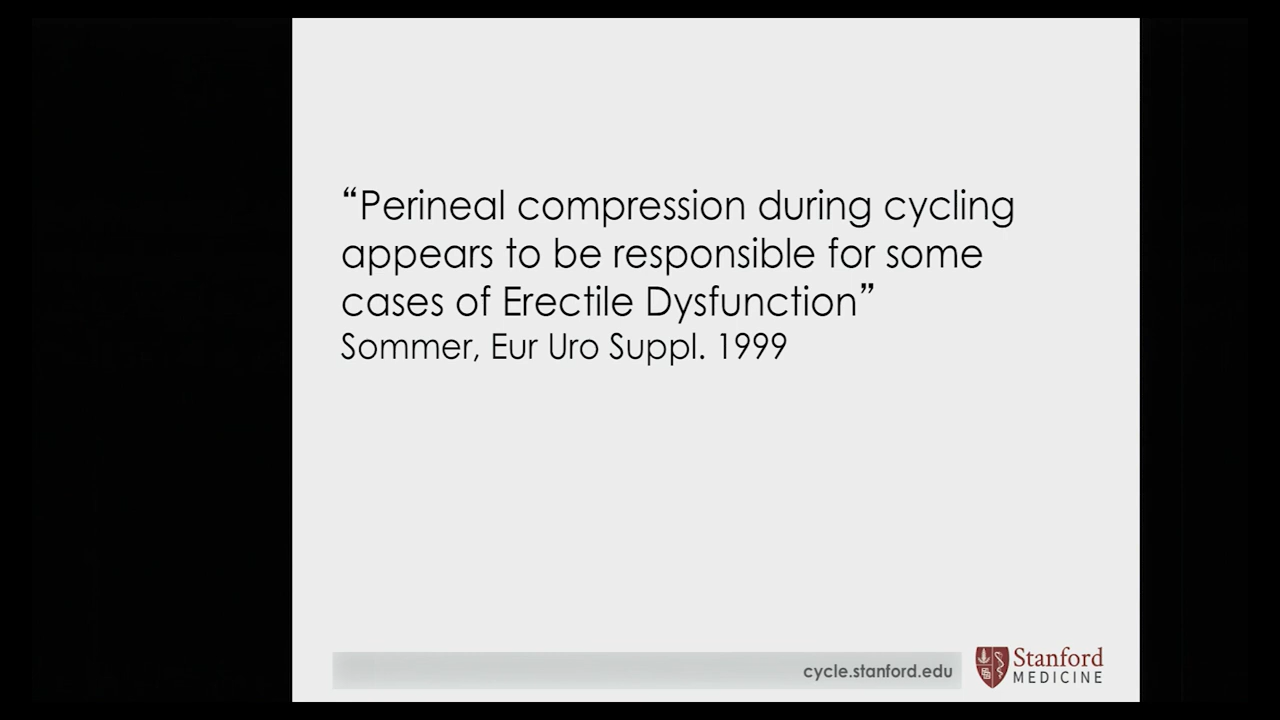 “Perineal compression during cycling
appears to be responsible for some
cases of Erectile Dysfunction”
Sommer, Eur Uro Suppl. 1999
cycle.stanford.edu
Stanford
MEDICINE